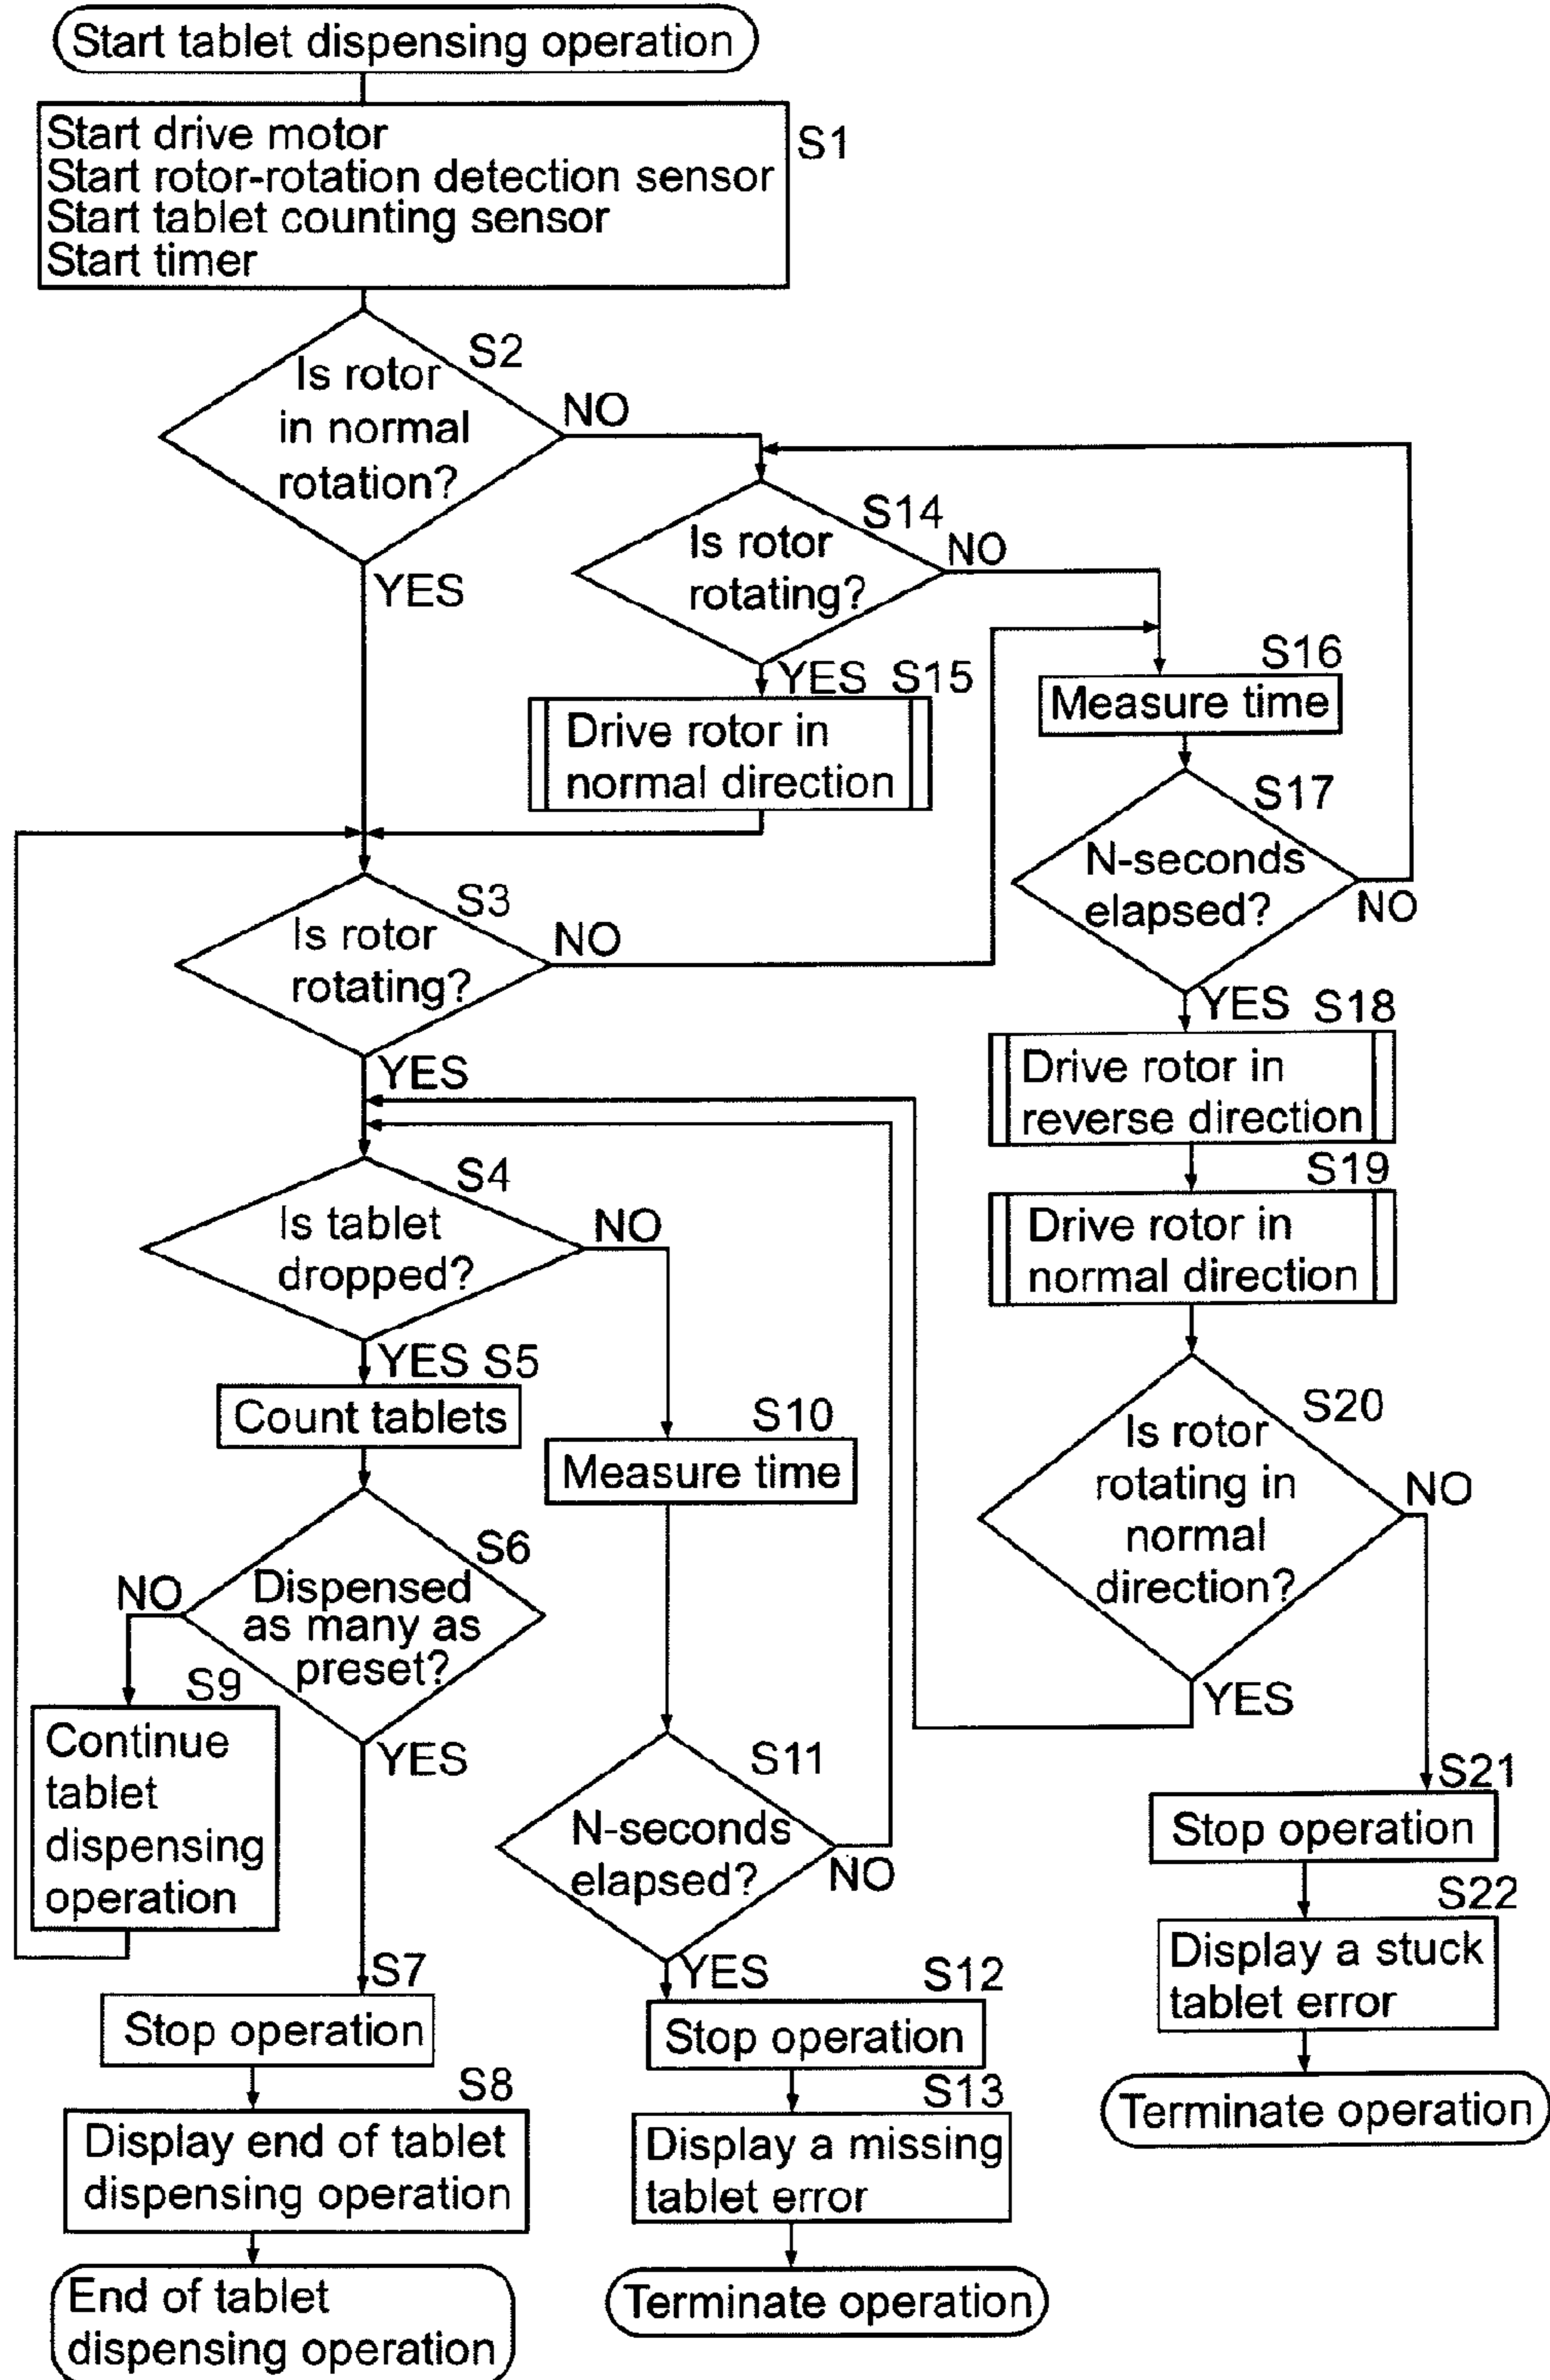 Start tablet dispensing operation
Start drive motor
Start rotor-rotation detection sensor
Start tablet counting sensor
Start timer
S1
S2
Is rotor
in normal
rotation?
NO
YES
S14
Is rotor
rotating?
NO
YES
S15
Drive rotor in
normal direction
S16
Measure time
S17
N-seconds
elapsed?
NO
YES
S3
Is rotor
rotating?
NO
YES
S18
Drive rotor in
reverse direction
S19
Drive rotor in
normal direction
S4
Is tablet
dropped?
NO
YES
S5
Count tablets
S10
Measure time
S20
Is rotor
rotating in
normal
direction?
NO
YES
S6
Dispensed
as many as
preset?
NO
YES
S9
Continue
tablet
dispensing
operation
S11
N-seconds
elapsed?
NO
YES
S21
Stop operation
S22
Display a stuck
tablet error
Terminate operation
S7
Stop operation
S8
Display end of tablet
dispensing operation
End of tablet
dispensing operation
S12
Stop operation
S13
Display a missing
tablet error
Terminate operation